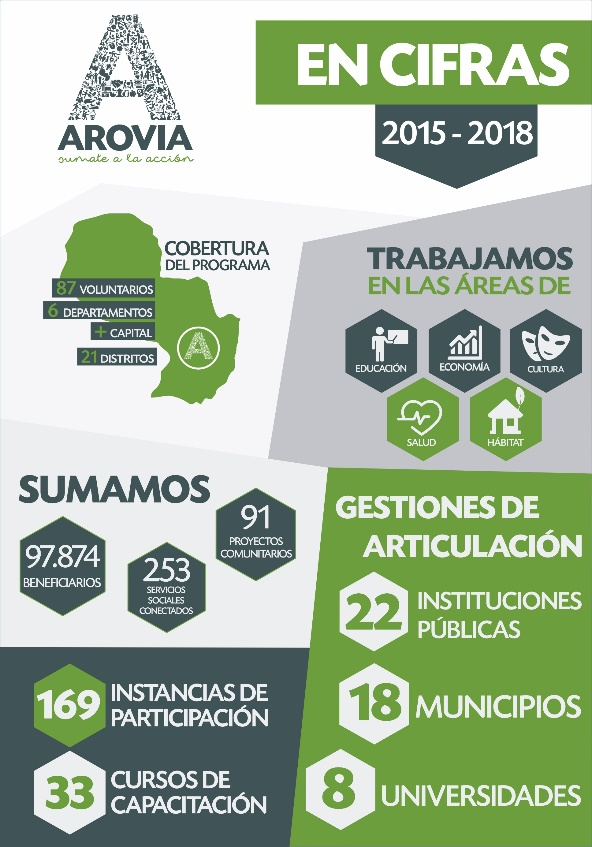 AROVIA
sumate a la acción
EN CIFRAS
2015 - 2018
COBERTURA
DEL PROGRAMA
87 VOLUNTARIOS
6 DEPARTAMENTOS
+ CAPITAL
21 DISTRITOS
TRABAJAMOS
EN LAS ÁREAS DE
EDUCACIÓN
ECONOMÍA
CULTURA
SALUD
HÁBITAT
SUMAMOS
97.874
BENEFICIARIOS
253
SERVICIOS
SOCIALES
CONECTADOS
91
PROYECTOS
COMUNITARIOS
GESTIONES DE
ARTICULACIÓN
22 INSTITUCIONES
PÚBLICAS
18 MUNICIPIOS
8 UNIVERSIDADES
169 INSTANCIAS DE
PARTICIPACIÓN
33 CURSOS DE
CAPACITACIÓN